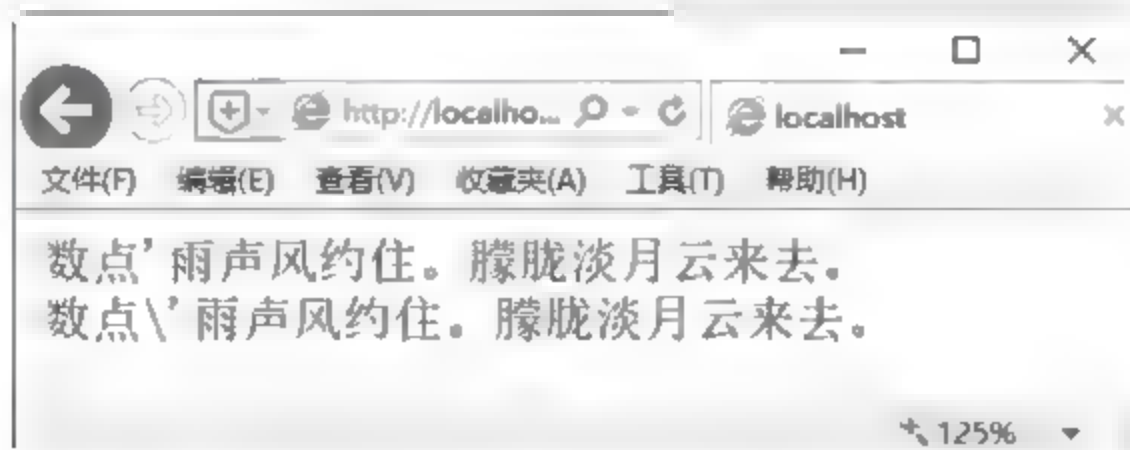 http://localho... localhost
文件(F) 编辑(E) 查看(V) 收藏夹(A) 工具(T) 帮助(H)
数点'雨声风约住。朦胧淡月云来去。
数点\'雨声风约住。朦胧淡月云来去。
125%